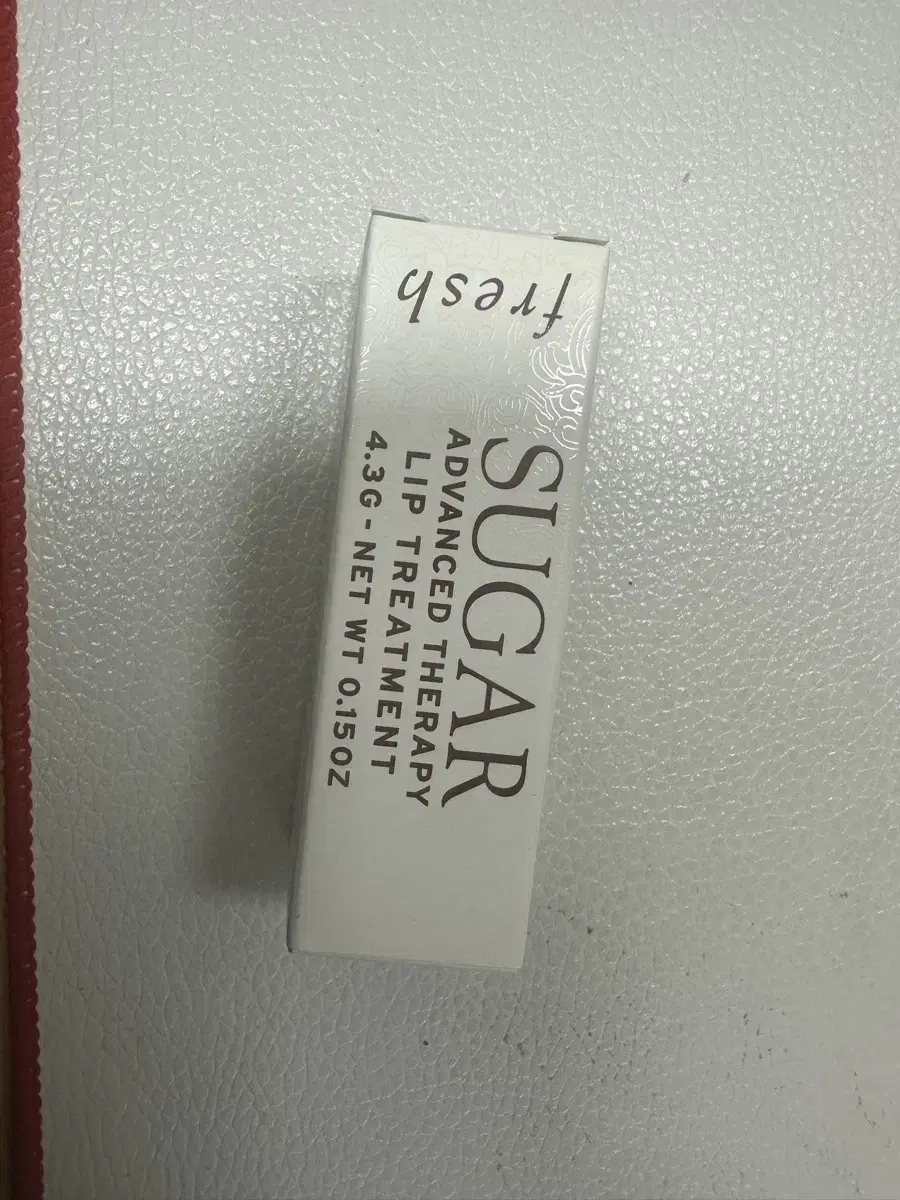 fresh
SUGAR
ADVANCED THERAPY
LIP TREATMENT
4.3G - NET WT 0.15OZ